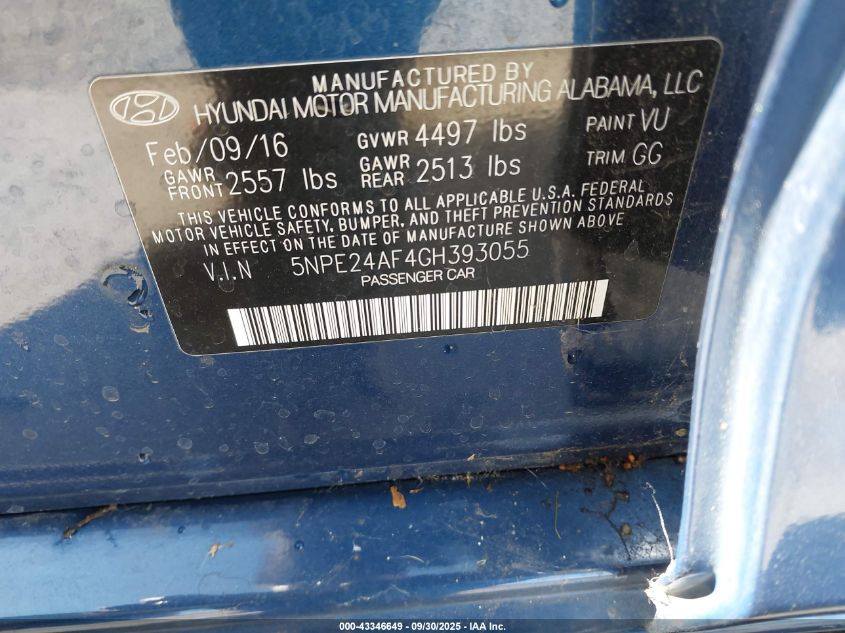 MANUFACTURED BY
HYUNDAI MOTOR MANUFACTURING ALABAMA, LLC
Feb/09/16 GVWR 4497 lbs PAINT VU
GAWR FRONT 2557 lbs GAWR REAR 2513 lbs TRIM GG
THIS VEHICLE CONFORMS TO ALL APPLICABLE U.S.A. FEDERAL
MOTOR VEHICLE SAFETY, BUMPER, AND THEFT PREVENTION STANDARDS
IN EFFECT ON THE DATE OF MANUFACTURE SHOWN ABOVE
V.I.N 5NPE24AF4GH393055
PASSENGER CAR
000-43346649 - 09/30/2025 - IAA Inc.